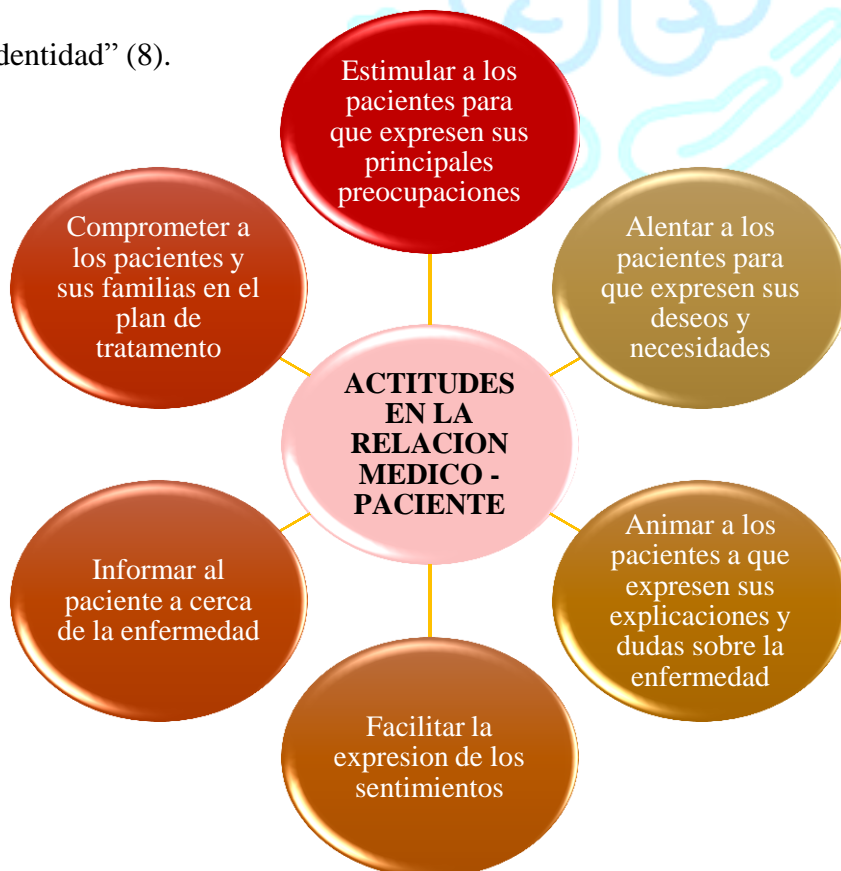 dentidad” (8).
Estimular a los
pacientes para
que expresen sus
principales
preocupaciones
Alentar a los
pacientes para
que expresen sus
deseos y
necesidades
Animar a los
pacientes a que
expresen sus
explicaciones y
dudas sobre la
enfermedad
Facilitar la
expresion de los
sentimientos
Informar al
paciente a cerca
de la enfermedad
Comprometer a
los pacientes y
sus familias en el
plan de
tratamento
ACTITUDES
EN LA
RELACION
MEDICO -
PACIENTE